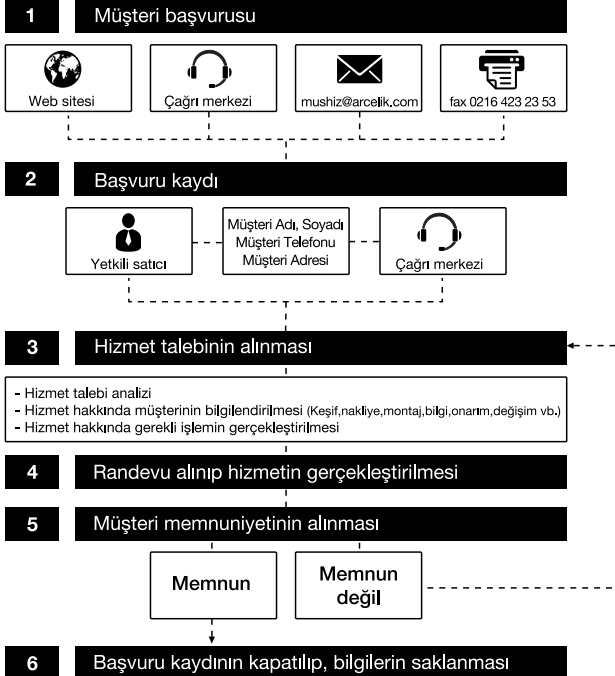 1 Müşteri başvurusu
Web sitesi
Çağrı merkezi
mushiz@arcelik.com
fax 0216 423 23 53
2 Başvuru kaydı
Yetkili satıcı
Müşteri Adı, Soyadı
Müşteri Telefonu
Müşteri Adresi
Çağrı merkezi
3 Hizmet talebinin alınması
- Hizmet talebi analizi
- Hizmet hakkında müşterinin bilgilendirilmesi (Keşif,nakliye,montaj,bilgi,onarım,değişim vb.)
- Hizmet hakkında gerekli işlemin gerçekleştirilmesi
4 Randevu alınıp hizmetin gerçekleştirilmesi
5 Müşteri memnuniyetinin alınması
Memnun
Memnun
değil
6 Başvuru kaydının kapatılıp, bilgilerin saklanması